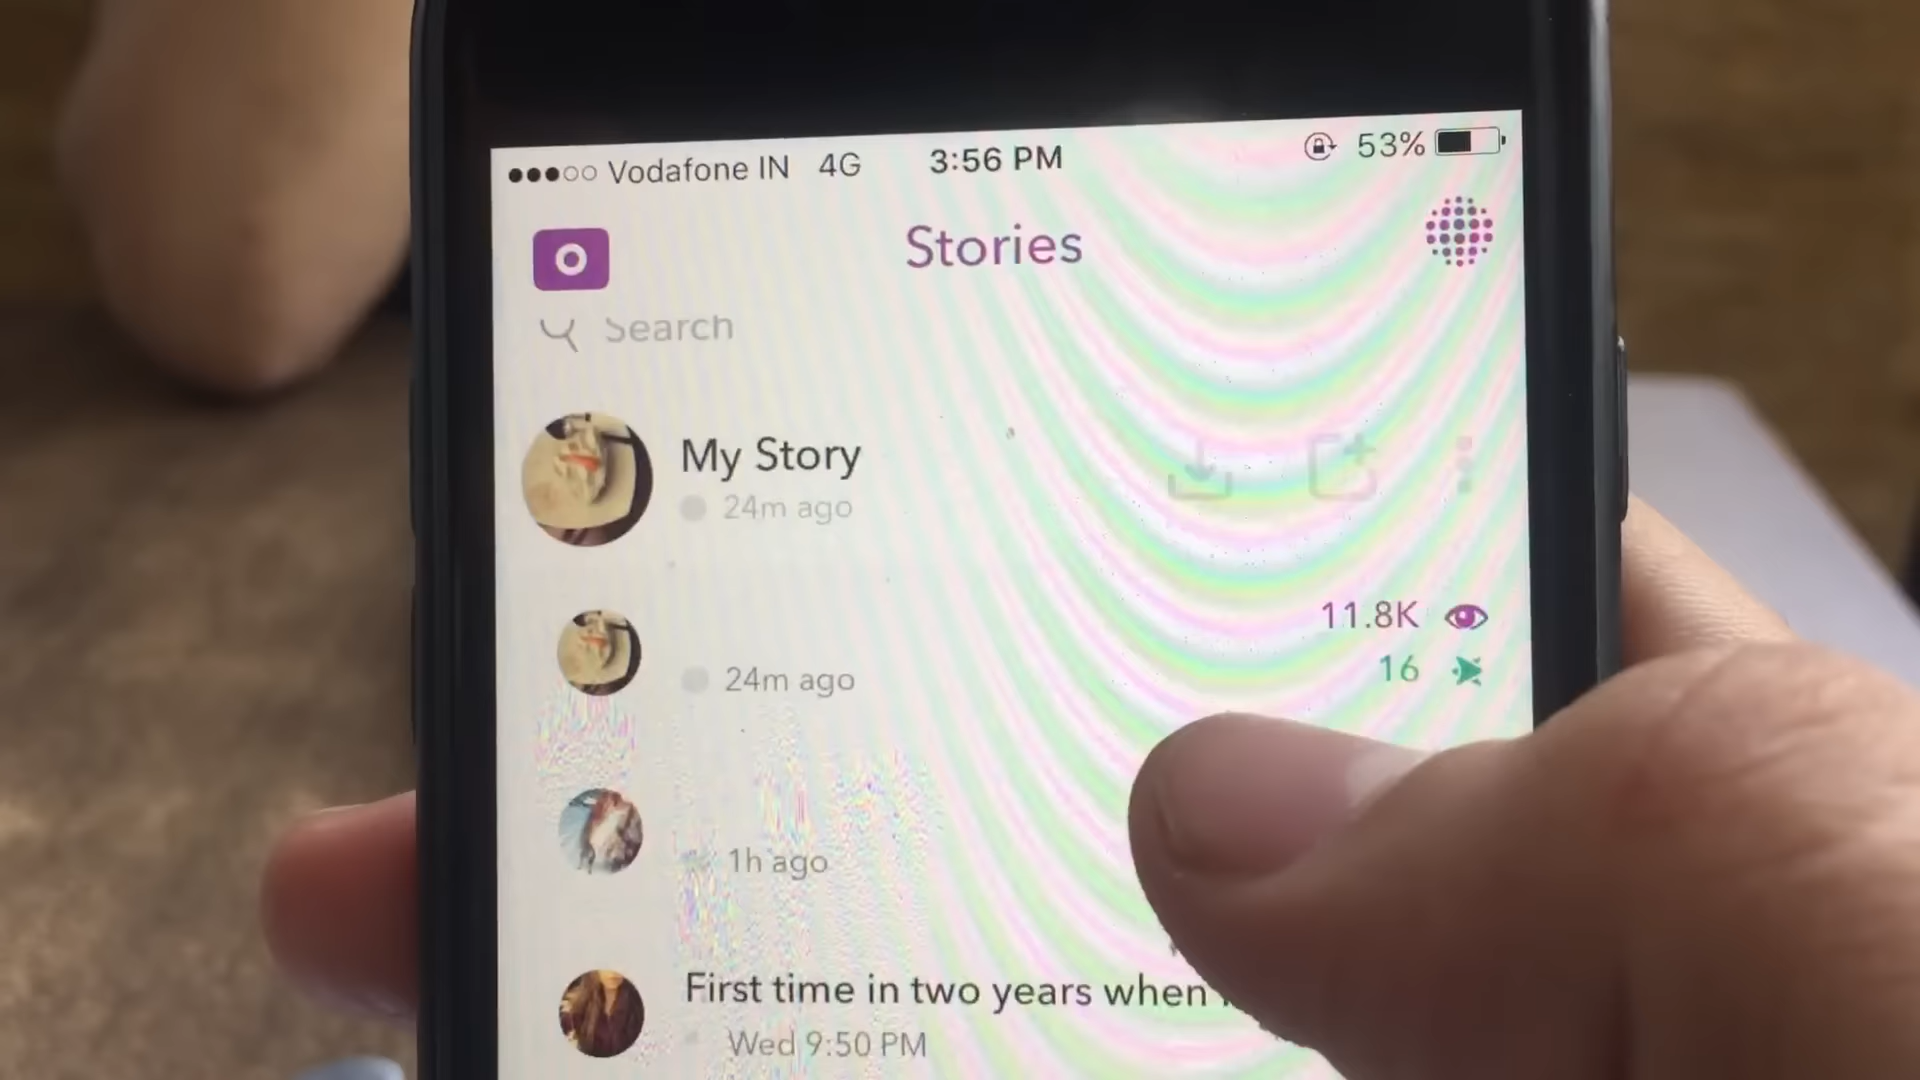 Vodafone IN 4G 3:56 PM 53%
Stories
Search
My Story
24m ago
11.8K
24m ago
16
1h ago
First time in two years when
Wed 9:50 PM